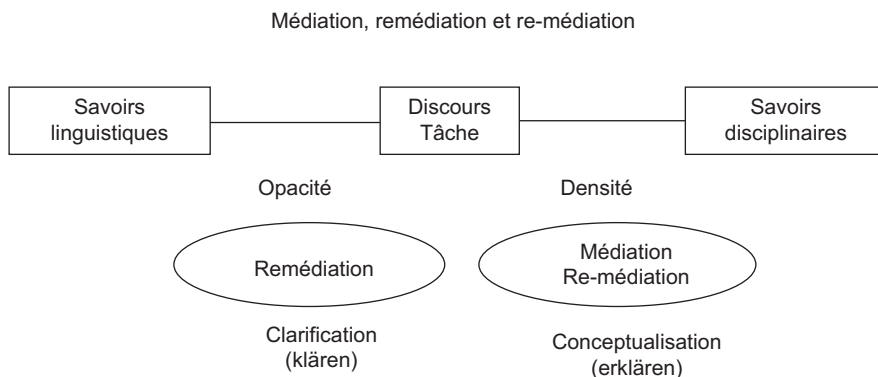 Médiation, remédiation et re-médiation
Savoirs
linguistiques
Discours
Tâche
Savoirs
disciplinaires
Opacité
Densité
Remédiation
Médiation
Re-médiation
Clarification
(klären)
Conceptualisation
(erklären)